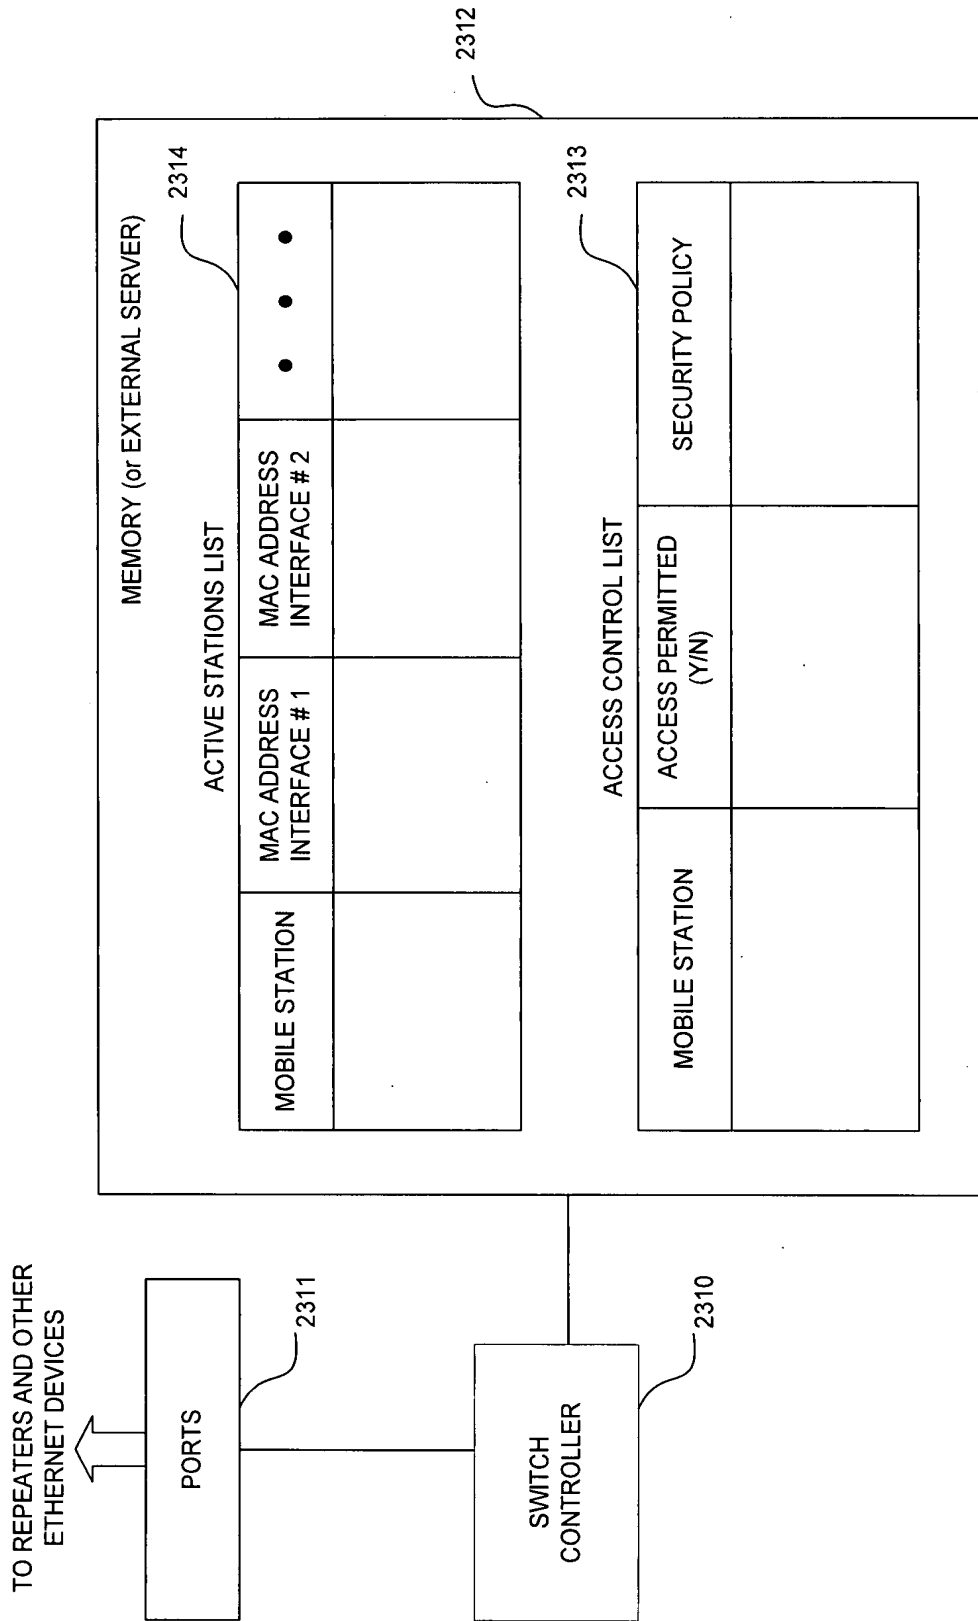 TO REPEATERS AND OTHER
ETHERNET DEVICES
PORTS
2311
SWITCH
CONTROLLER
2310
MEMORY (or EXTERNAL SERVER)
2312
ACTIVE STATIONS LIST
2314
MOBILE STATION
MAC ADDRESS
INTERFACE # 1
MAC ADDRESS
INTERFACE # 2
• • •
ACCESS CONTROL LIST
2313
MOBILE STATION
ACCESS PERMITTED
(Y/N)
SECURITY POLICY